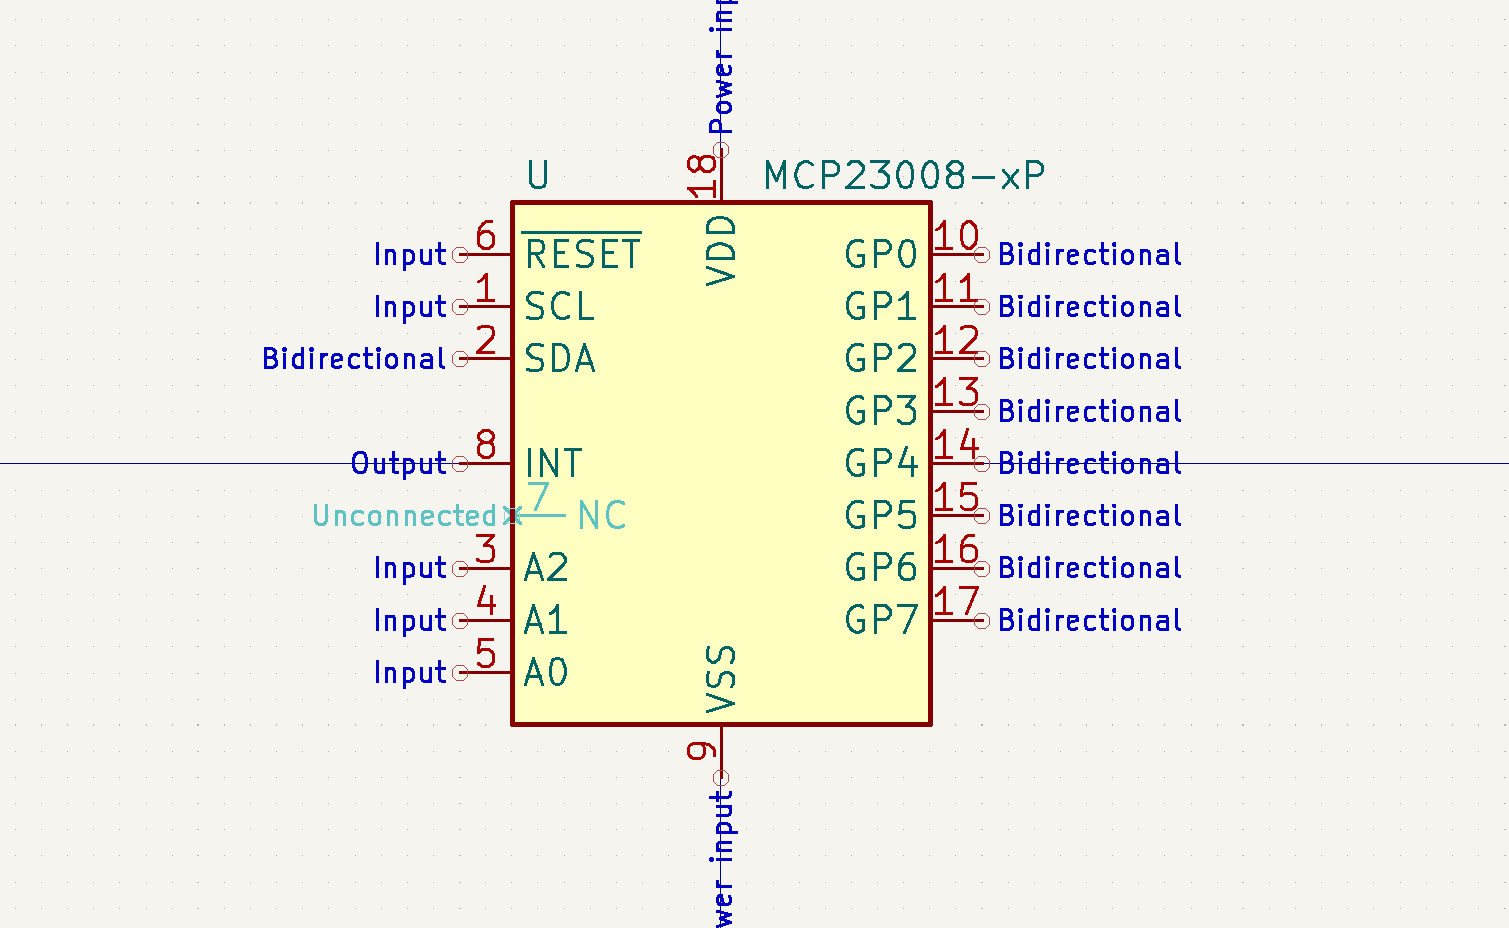 Power inp
18
U
MCP23008-xP
VDD
Input 6 RESET
GP0 10 Bidirectional
Input 1 SCL
GP1 11 Bidirectional
Bidirectional 2 SDA
GP2 12 Bidirectional
GP3 13 Bidirectional
Output 8 INT
GP4 14 Bidirectional
Unconnected 7 NC
GP5 15 Bidirectional
Input 3 A2
GP6 16 Bidirectional
Input 4 A1
GP7 17 Bidirectional
Input 5 A0
VSS
9
wer input